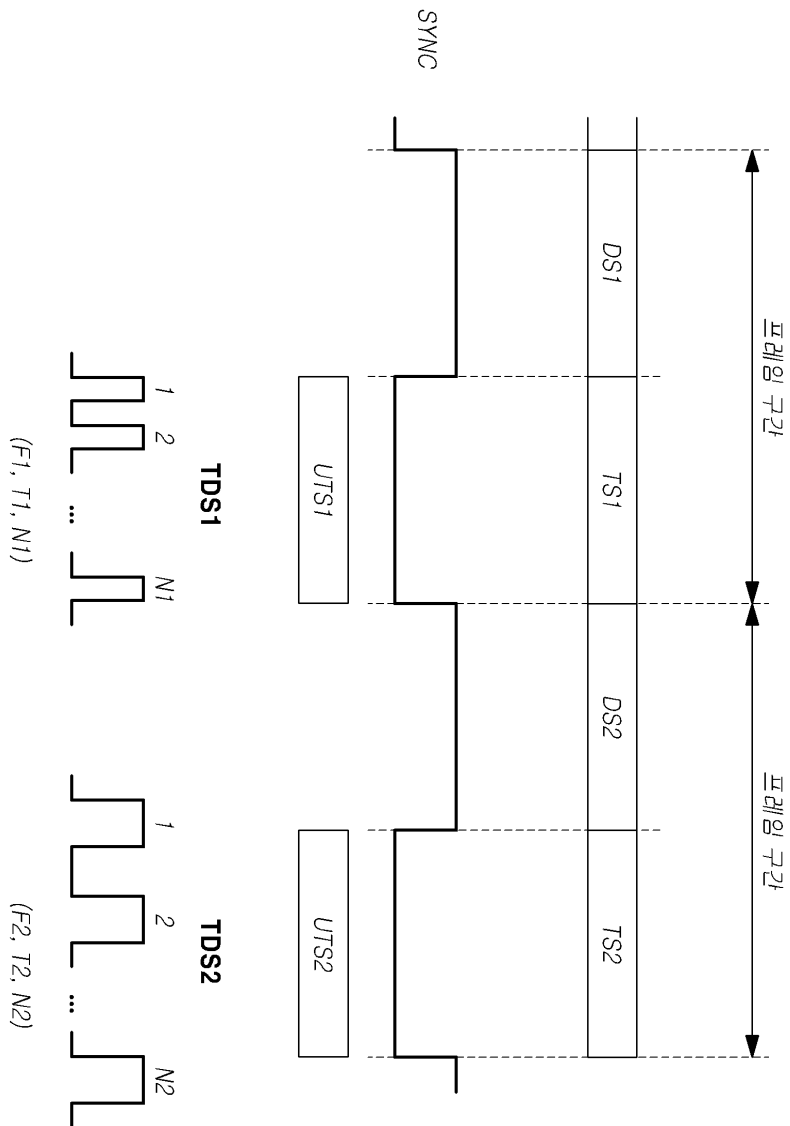 프레임 구간 프레임 구간
DS1 TS1 DS2 TS2
SYNC
UTS1 UTS2
TDS1 TDS2
1 2 ... N1 1 2 ... N2
(F1, T1, N1) (F2, T2, N2)